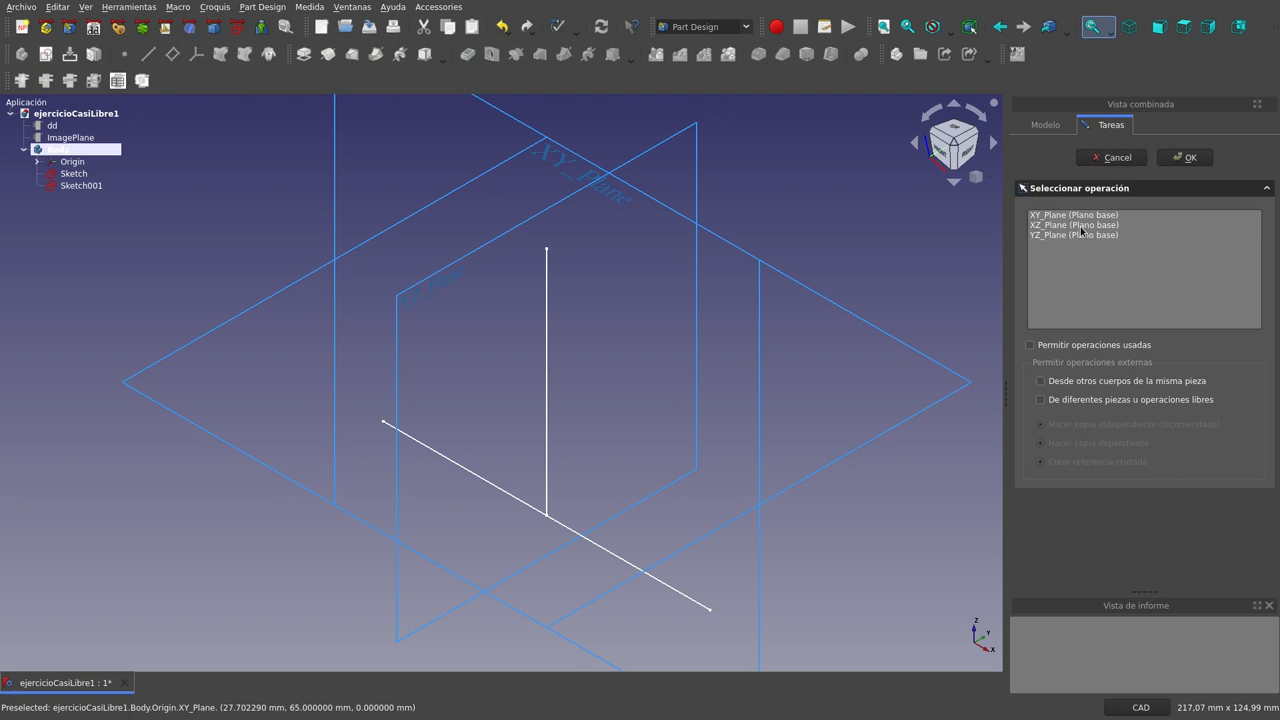 Archivo Editar Ver Herramientas Macro Croquis Part Design Medida Ventanas Ayuda Accessories
Part Design
Aplicación
ejercicioCasiLibre1
dd
ImagePlane
Body
Origin
Sketch
Sketch001
XY_Plane
Vista combinada
Modelo
Tareas
Cancel
OK
Seleccionar operación
XY_Plane (Plano base)
XZ_Plane (Plano base)
YZ_Plane (Plano base)
Permitir operaciones usadas
Permitir operaciones externas
Desde otros cuerpos de la misma pieza
De diferentes piezas u operaciones libres
Hacer copia independiente (recomendado)
Hacer copia dependiente
Crear referencia cruzada
Z
Y
X
Vista de informe
ejercicioCasiLibre1 : 1*
Preselected: ejercicioCasiLibre1.Body.Origin.XY_Plane. (27.702290 mm, 65.000000 mm, 0.000000 mm)
CAD
217,07 mm x 124,99 mm